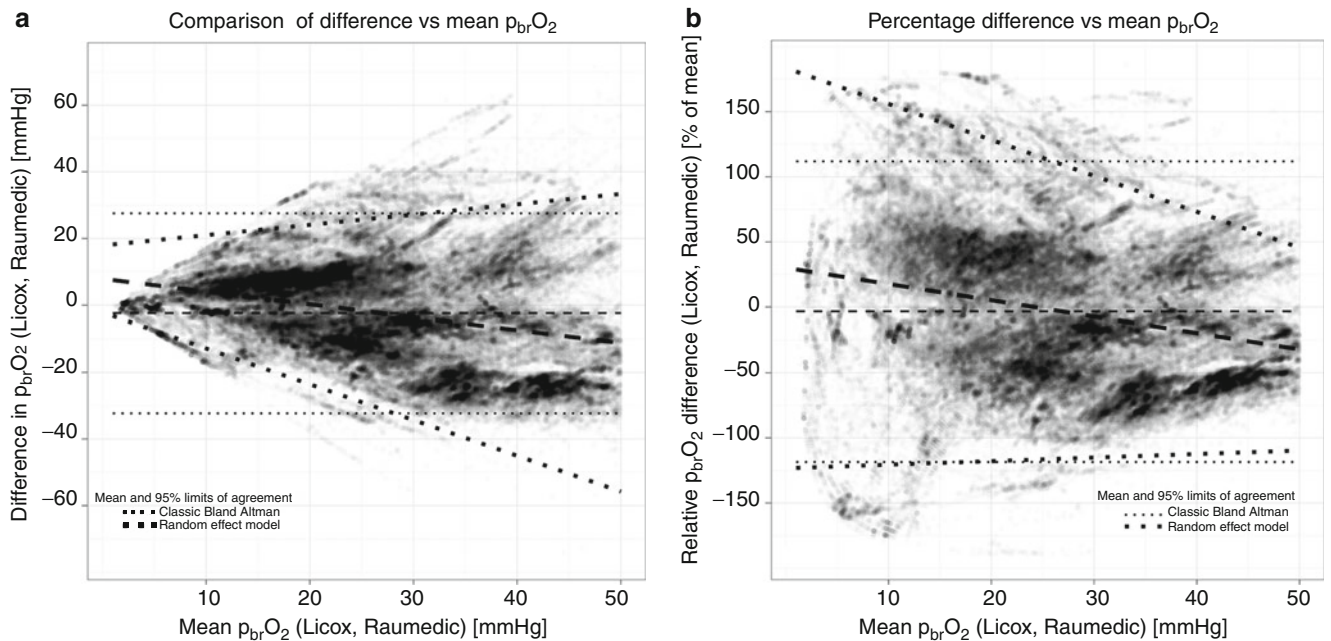 a
Comparison of difference vs mean pbrO2
Difference in pbrO2 (Licox, Raumedic) [mmHg]
60
40
20
0
−20
−40
−60
Mean and 95% limits of agreement
Classic Bland Altman
Random effect model
10 20 30 40 50
Mean pbrO2 (Licox, Raumedic) [mmHg]
b
Percentage difference vs mean pbrO2
Relative pbrO2 difference (Licox, Raumedic) [% of mean]
150
100
50
0
−50
−100
−150
Mean and 95% limits of agreement
Classic Bland Altman
Random effect model
10 20 30 40 50
Mean pbrO2 (Licox, Raumedic) [mmHg]